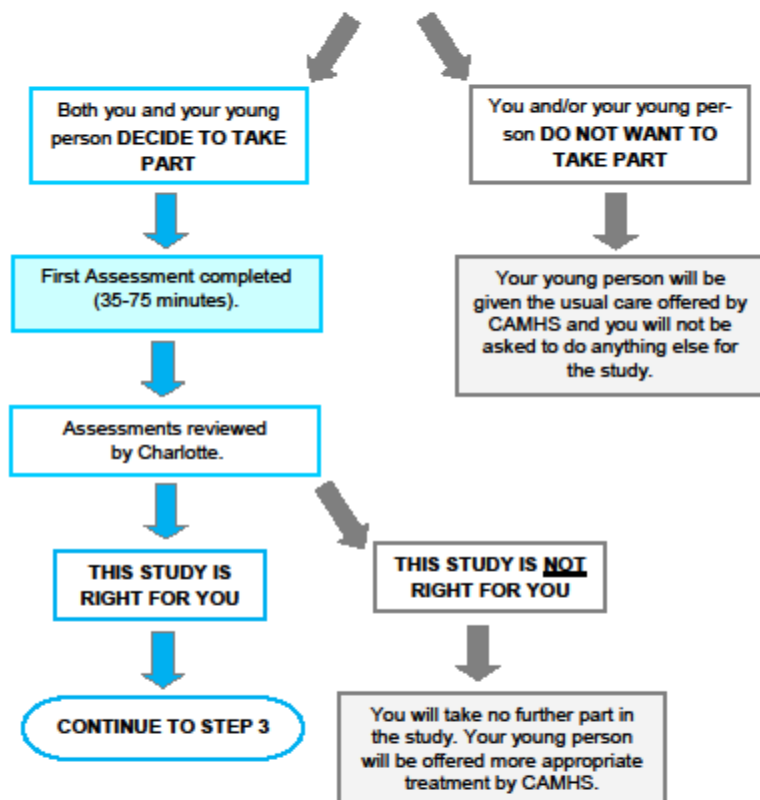 Both you and your young
person DECIDE TO TAKE
PART
You and/or your young per-
son DO NOT WANT TO
TAKE PART
First Assessment completed
(35-75 minutes).
Your young person will be
given the usual care offered by
CAMHS and you will not be
asked to do anything else for
the study.
Assessments reviewed
by Charlotte.
THIS STUDY IS
RIGHT FOR YOU
THIS STUDY IS NOT
RIGHT FOR YOU
CONTINUE TO STEP 3
You will take no further part in
the study. Your young person
will be offered more appropriate
treatment by CAMHS.